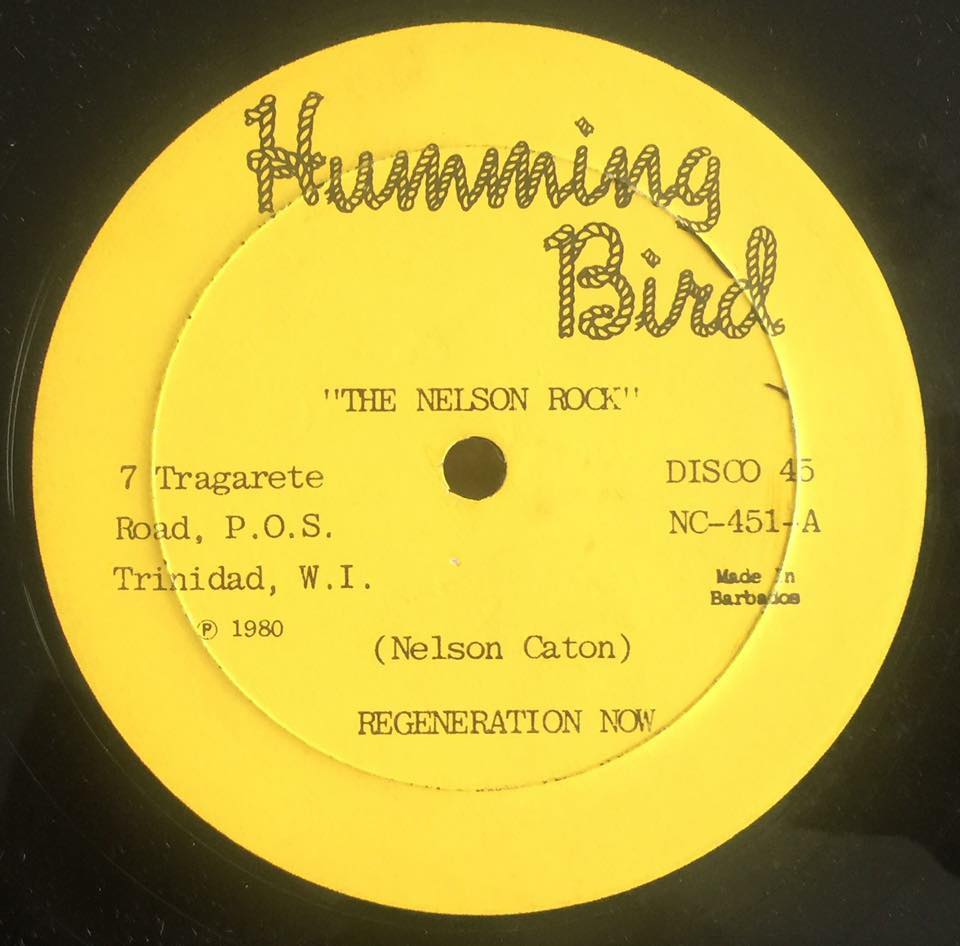 Humming
Bird
"THE NELSON ROCK"
7 Tragarete
Road, P.O.S.
Trinidad, W.I.
℗ 1980
DISCO 45
NC-451-A
Made In
Barbados
(Nelson Caton)
REGENERATION NOW